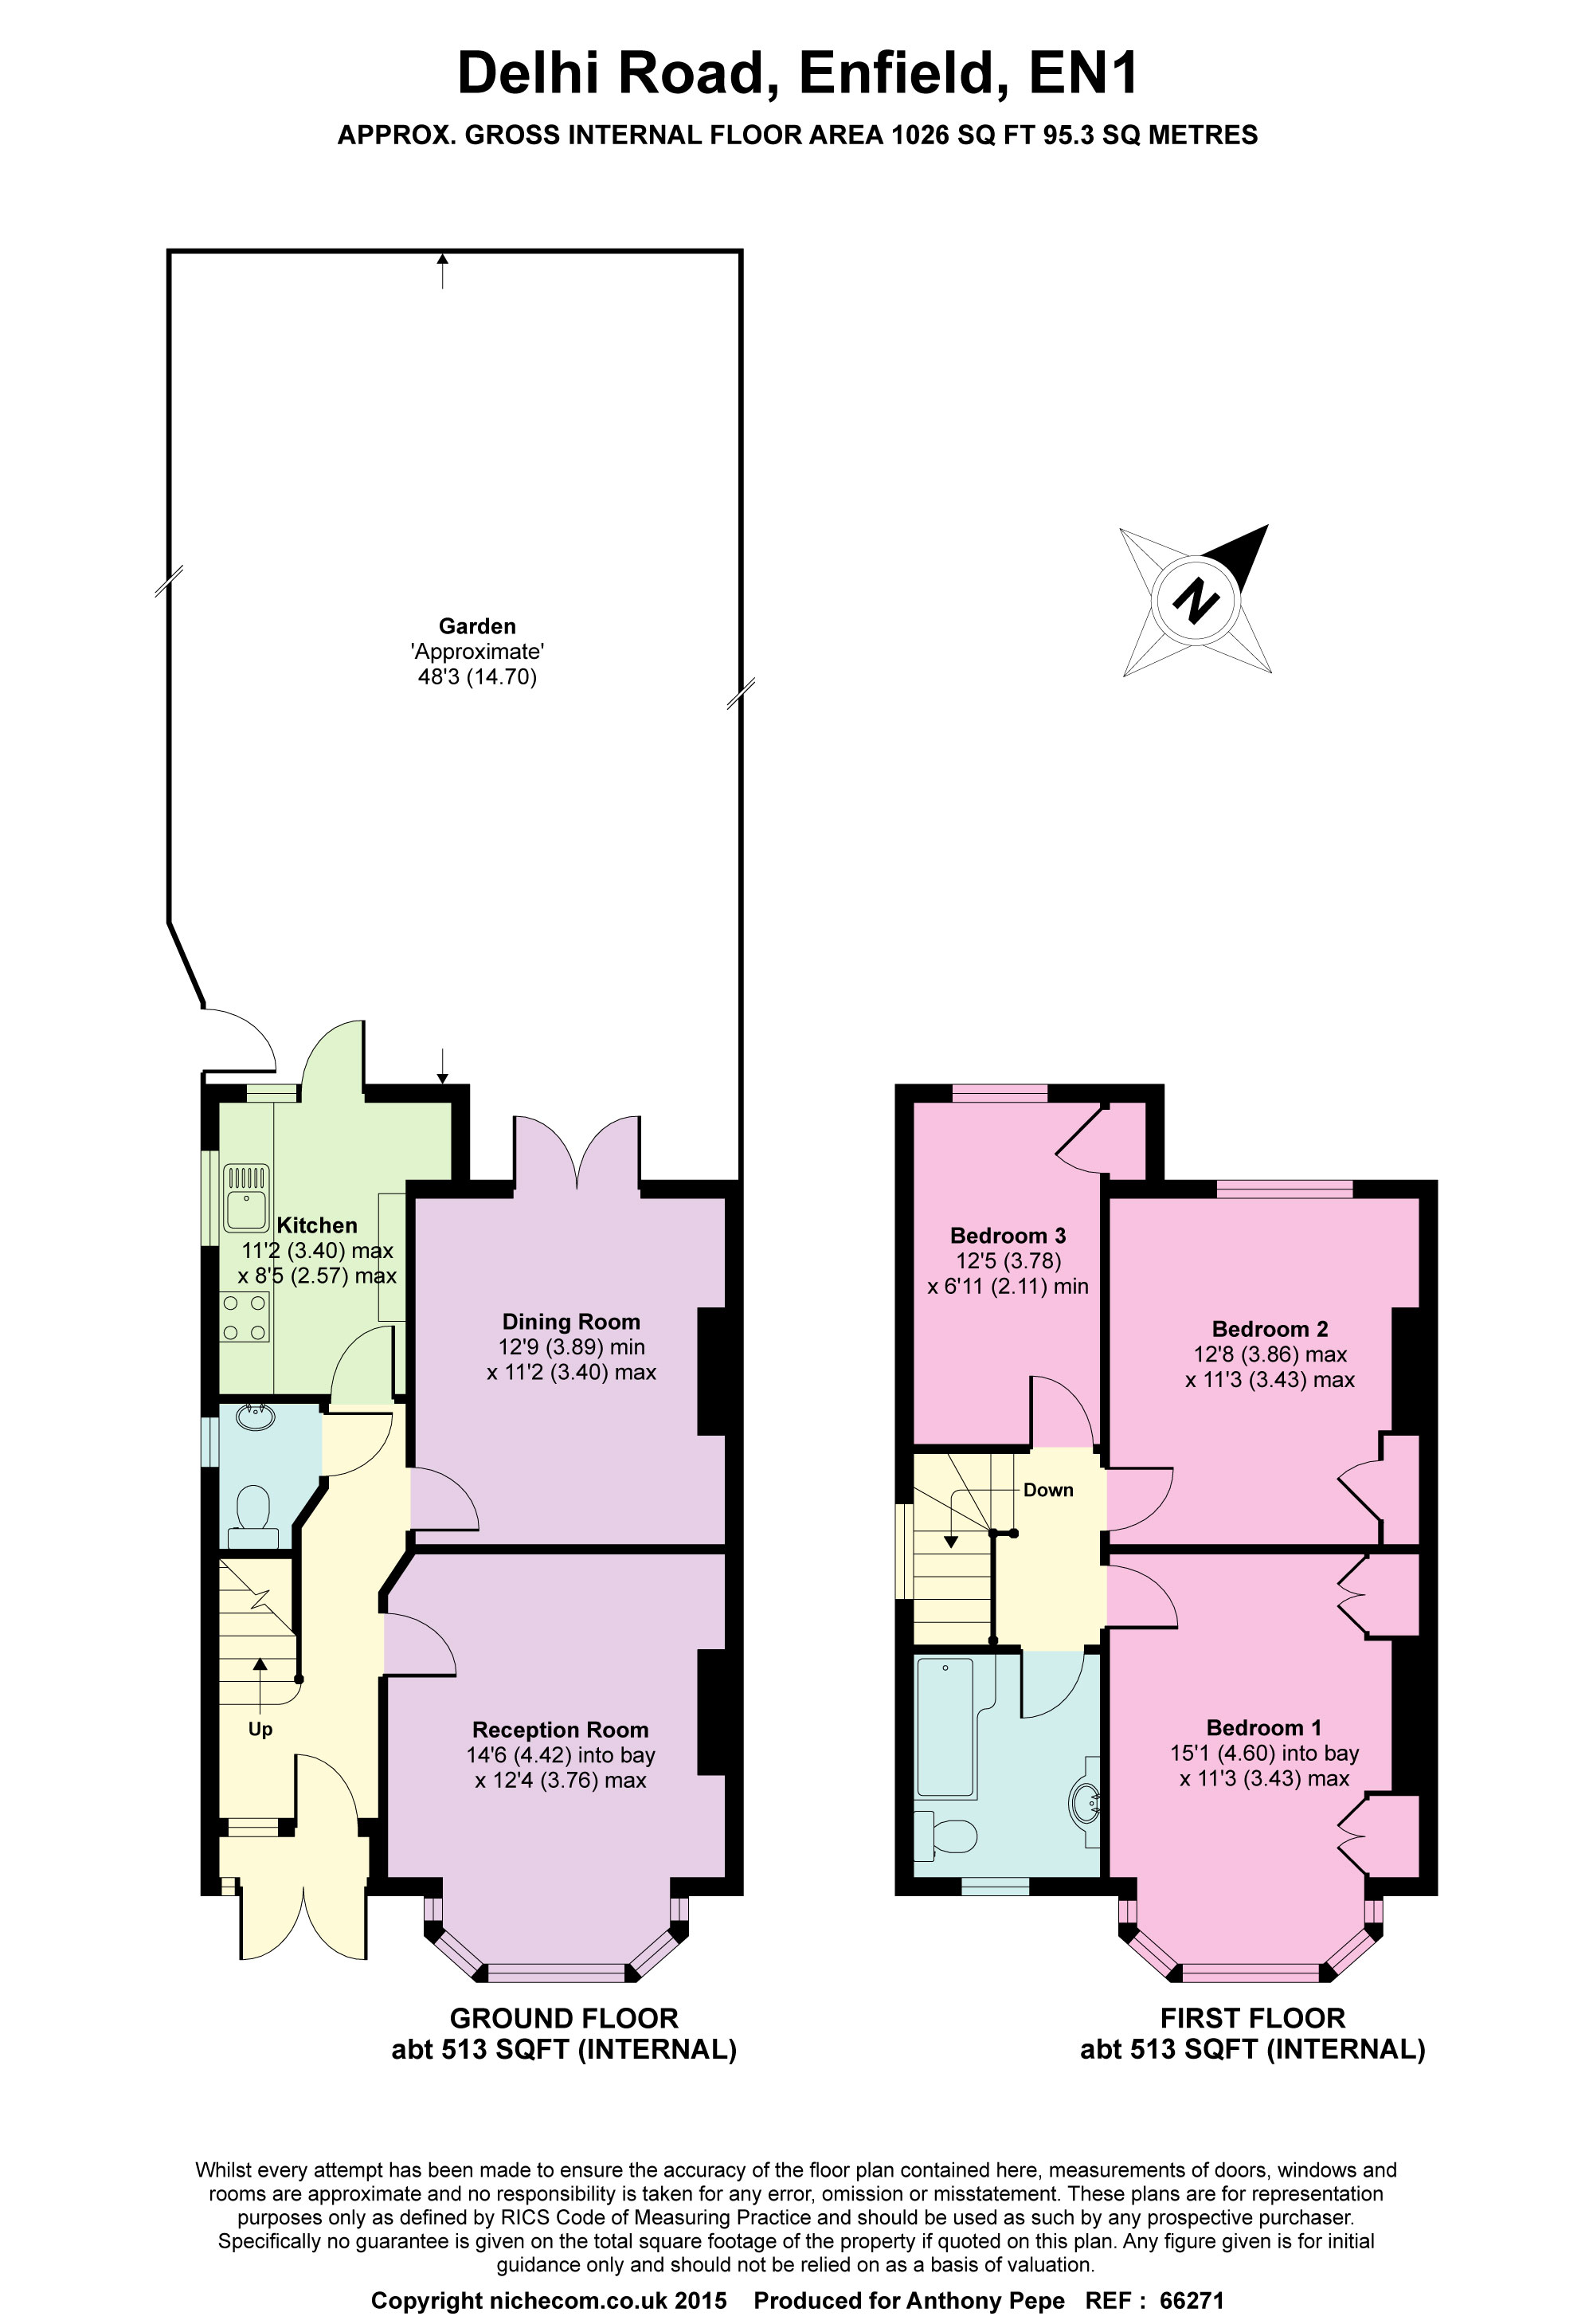 Delhi Road, Enfield, EN1
APPROX. GROSS INTERNAL FLOOR AREA 1026 SQ FT 95.3 SQ METRES
Garden
'Approximate'
48'3 (14.70)
N
Kitchen
11'2 (3.40) max
x 8'5 (2.57) max
Dining Room
12'9 (3.89) min
x 11'2 (3.40) max
Up
Reception Room
14'6 (4.42) into bay
x 12'4 (3.76) max
GROUND FLOOR
abt 513 SQFT (INTERNAL)
Bedroom 3
12'5 (3.78)
x 6'11 (2.11) min
Bedroom 2
12'8 (3.86) max
x 11'3 (3.43) max
Down
Bedroom 1
15'1 (4.60) into bay
x 11'3 (3.43) max
FIRST FLOOR
abt 513 SQFT (INTERNAL)
Whilst every attempt has been made to ensure the accuracy of the floor plan contained here, measurements of doors, windows and
rooms are approximate and no responsibility is taken for any error, omission or misstatement. These plans are for representation
purposes only as defined by RICS Code of Measuring Practice and should be used as such by any prospective purchaser.
Specifically no guarantee is given on the total square footage of the property if quoted on this plan. Any figure given is for initial
guidance only and should not be relied on as a basis of valuation.
Copyright nichecom.co.uk 2015 Produced for Anthony Pepe REF : 66271